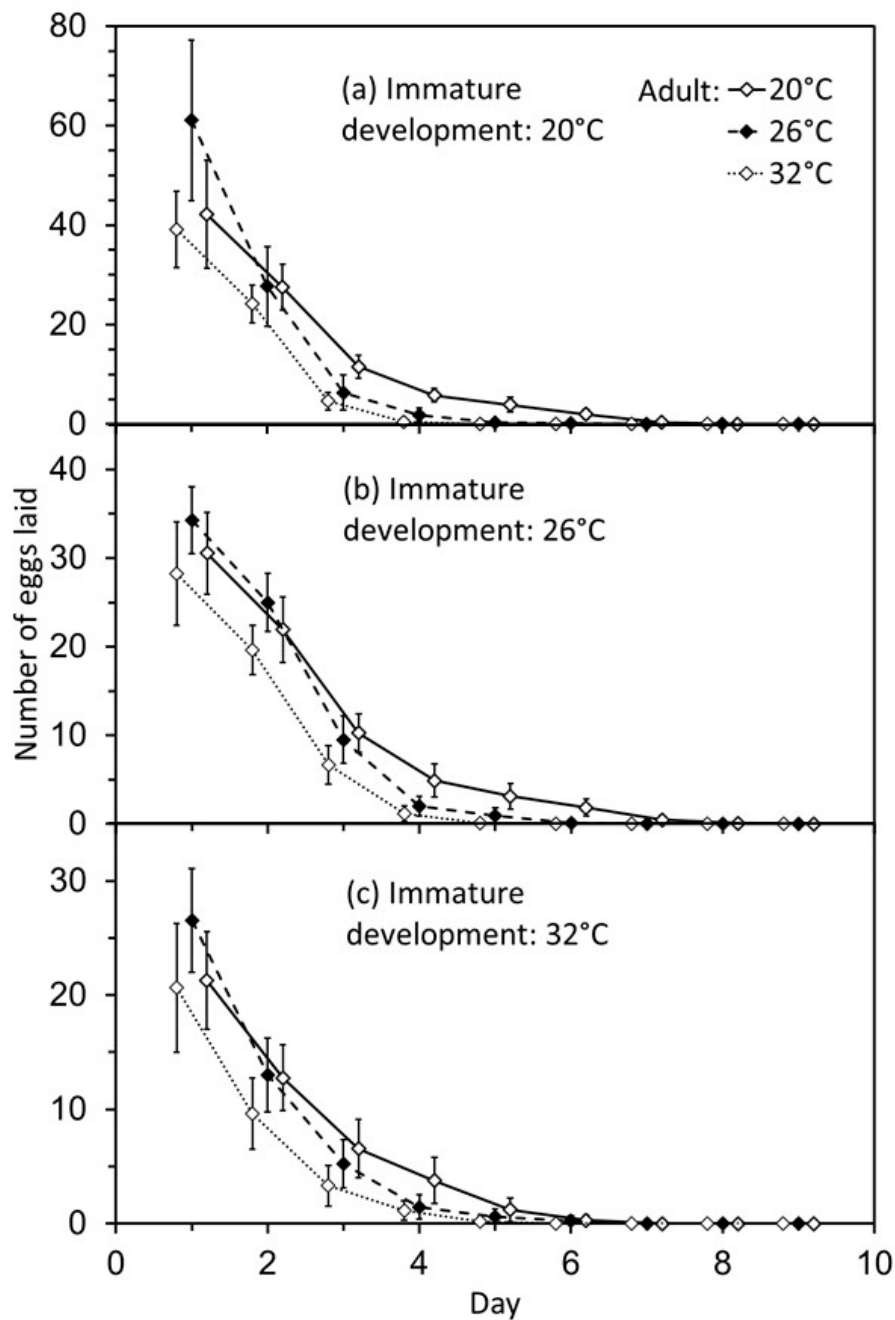 80
60
40
20
0
(a) Immature
development: 20°C
Adult: 20°C
26°C
32°C
40
30
20
10
0
(b) Immature
development: 26°C
Number of eggs laid
30
20
10
0
(c) Immature
development: 32°C
0 2 4 6 8 10
Day